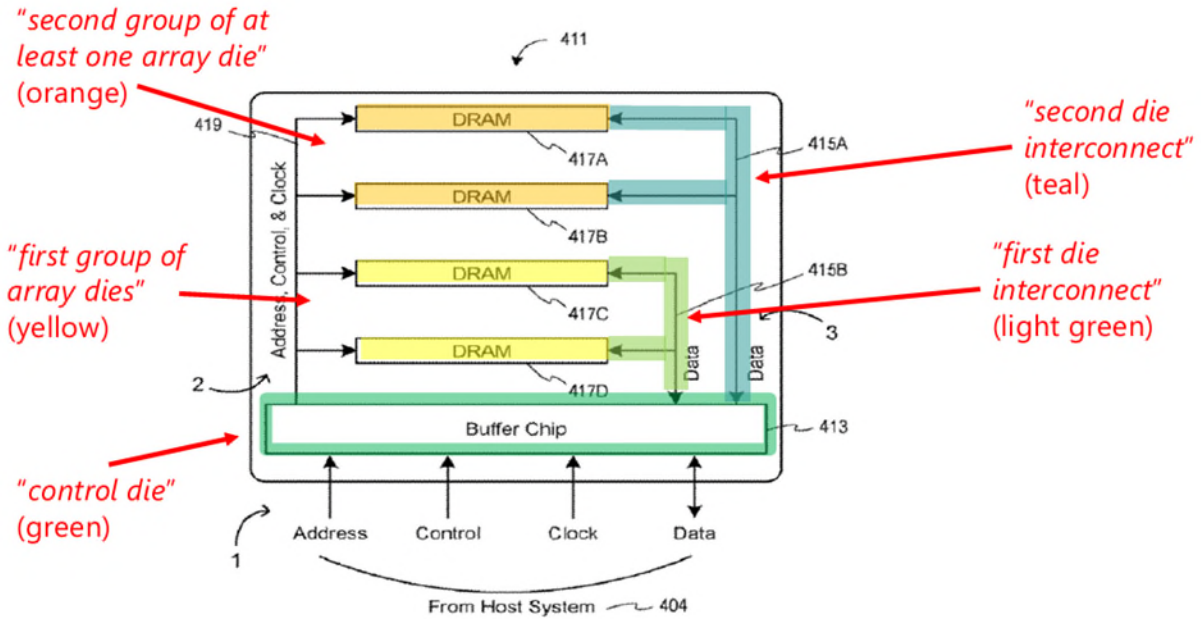 "second group of at
least one array die"
(orange)
411
419
DRAM
417A
415A
"second die
interconnect"
(teal)
DRAM
417B
Address, Control, & Clock
"first group of
array dies"
(yellow)
DRAM
417C
415B
"first die
interconnect"
(light green)
3
DRAM
417D
Data
Data
2
Buffer Chip
413
"control die"
(green)
1
Address
Control
Clock
Data
From Host System
404